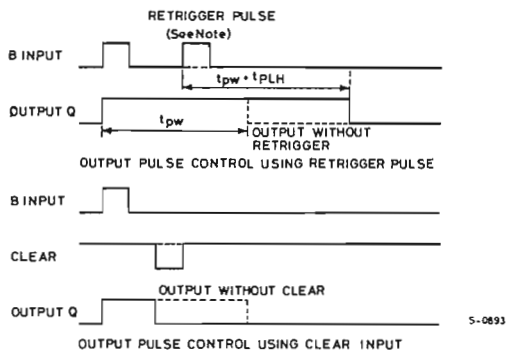 RETRIGGER PULSE
(See Note)
B INPUT
tpw + tPLH
OUTPUT Q
tpw
OUTPUT WITHOUT
RETRIGGER
OUTPUT PULSE CONTROL USING RETRIGGER PULSE
B INPUT
CLEAR
OUTPUT WITHOUT CLEAR
OUTPUT Q
S-0893
OUTPUT PULSE CONTROL USING CLEAR INPUT